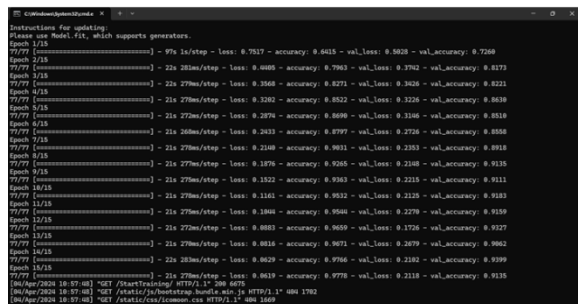 C:\Windows\System32\cmd.e
Instructions for updating:
Please use Model.fit, which supports generators.
Epoch 1/15
77/77 [==============================] - 97s 1s/step - loss: 0.7517 - accuracy: 0.6415 - val_loss: 0.5028 - val_accuracy: 0.7260
Epoch 2/15
77/77 [==============================] - 22s 281ms/step - loss: 0.4405 - accuracy: 0.7963 - val_loss: 0.3742 - val_accuracy: 0.8173
Epoch 3/15
77/77 [==============================] - 22s 279ms/step - loss: 0.3568 - accuracy: 0.8271 - val_loss: 0.3426 - val_accuracy: 0.8221
Epoch 4/15
77/77 [==============================] - 21s 278ms/step - loss: 0.3202 - accuracy: 0.8522 - val_loss: 0.3226 - val_accuracy: 0.8630
Epoch 5/15
77/77 [==============================] - 21s 272ms/step - loss: 0.2874 - accuracy: 0.8690 - val_loss: 0.3146 - val_accuracy: 0.8510
Epoch 6/15
77/77 [==============================] - 21s 268ms/step - loss: 0.2433 - accuracy: 0.8797 - val_loss: 0.2726 - val_accuracy: 0.8558
Epoch 7/15
77/77 [==============================] - 21s 278ms/step - loss: 0.2140 - accuracy: 0.9031 - val_loss: 0.2353 - val_accuracy: 0.8918
Epoch 8/15
77/77 [==============================] - 21s 277ms/step - loss: 0.1876 - accuracy: 0.9265 - val_loss: 0.2148 - val_accuracy: 0.9135
Epoch 9/15
77/77 [==============================] - 21s 275ms/step - loss: 0.1522 - accuracy: 0.9363 - val_loss: 0.2215 - val_accuracy: 0.9111
Epoch 10/15
77/77 [==============================] - 21s 268ms/step - loss: 0.1161 - accuracy: 0.9532 - val_loss: 0.2125 - val_accuracy: 0.9183
Epoch 11/15
77/77 [==============================] - 21s 275ms/step - loss: 0.1044 - accuracy: 0.9544 - val_loss: 0.2270 - val_accuracy: 0.9159
Epoch 12/15
77/77 [==============================] - 21s 272ms/step - loss: 0.0883 - accuracy: 0.9659 - val_loss: 0.1726 - val_accuracy: 0.9327
Epoch 13/15
77/77 [==============================] - 21s 270ms/step - loss: 0.0816 - accuracy: 0.9671 - val_loss: 0.2679 - val_accuracy: 0.9062
Epoch 14/15
77/77 [==============================] - 22s 283ms/step - loss: 0.0629 - accuracy: 0.9766 - val_loss: 0.2102 - val_accuracy: 0.9399
Epoch 15/15
77/77 [==============================] - 21s 278ms/step - loss: 0.0619 - accuracy: 0.9778 - val_loss: 0.2118 - val_accuracy: 0.9135
[04/Apr/2024 10:57:48] "GET /StartTraining/ HTTP/1.1" 200 6675
[04/Apr/2024 10:57:48] "GET /static/js/bootstrap.bundle.min.js HTTP/1.1" 404 1702
[04/Apr/2024 10:57:48] "GET /static/css/icomoon.css HTTP/1.1" 404 1669